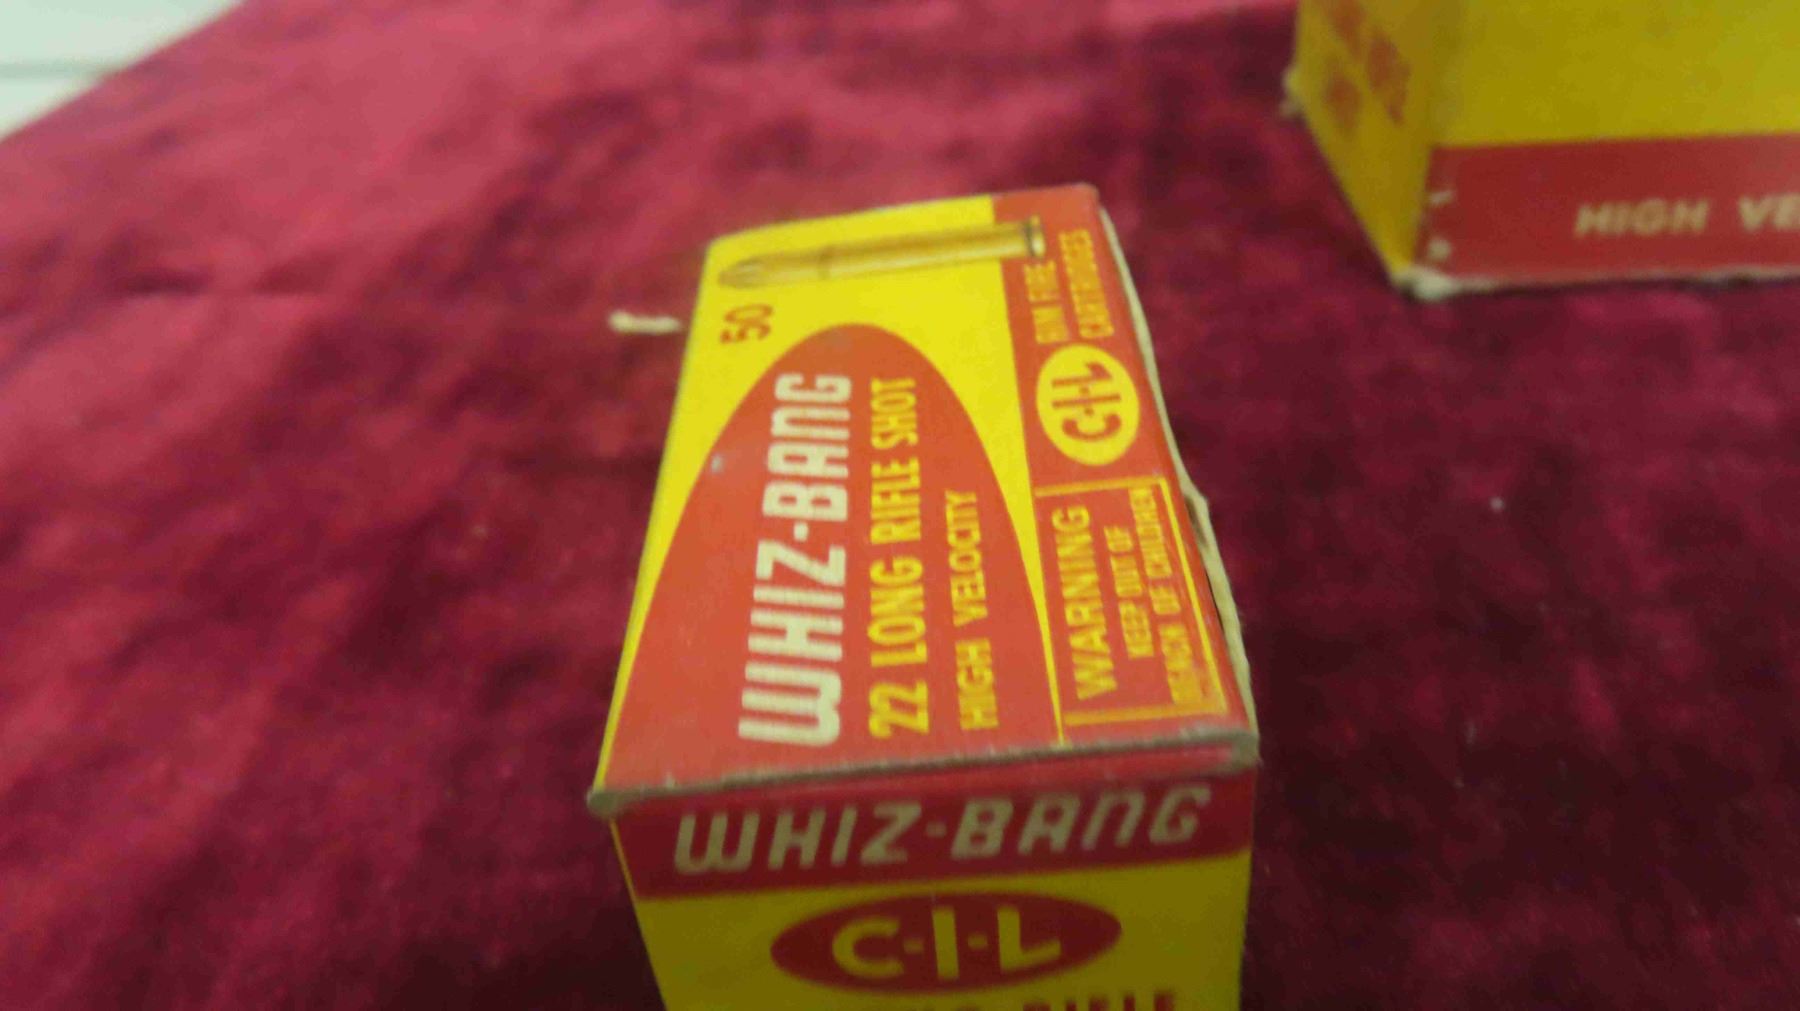 50
WHIZ-BANG
22 LONG RIFLE SHOT
HIGH VELOCITY
RIM FIRE
CARTRIDGES
C-I-L
WARNING
KEEP OUT OF
REACH OF CHILDREN
WHIZ-BANG
C-I-L
RIFLE
HIGH VE